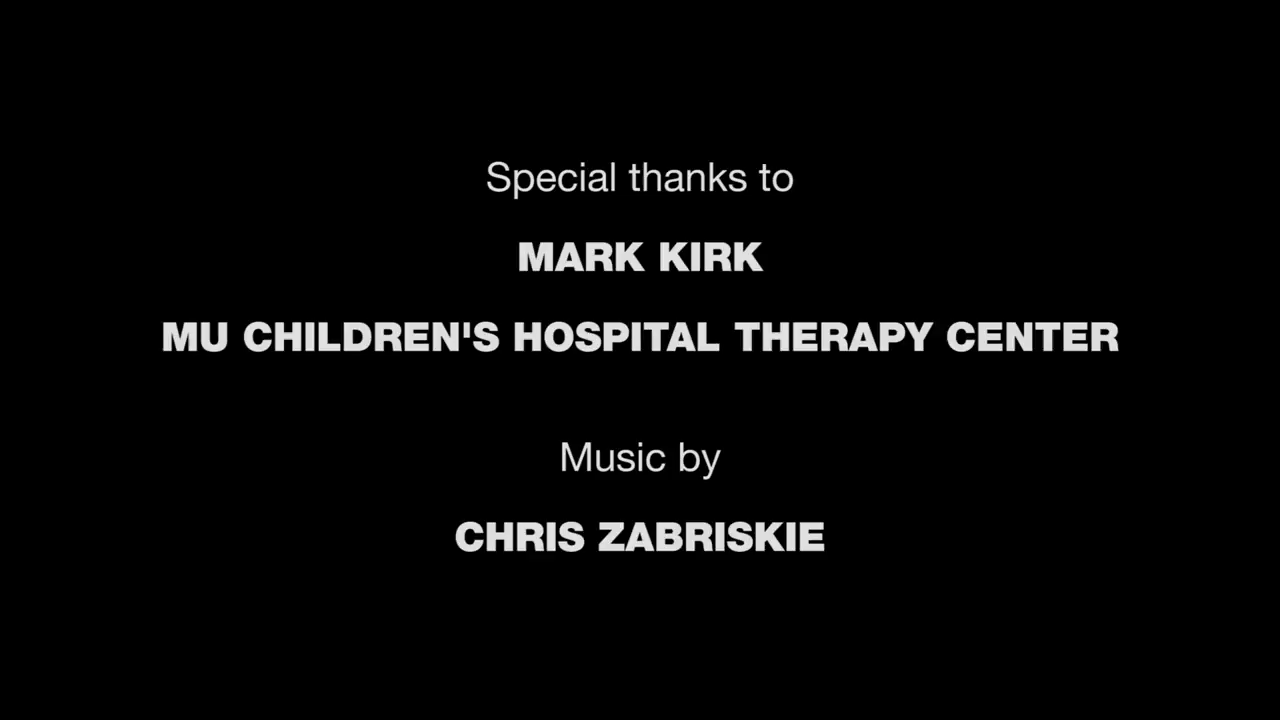 Special thanks to
MARK KIRK
MU CHILDREN'S HOSPITAL THERAPY CENTER
Music by
CHRIS ZABRISKIE